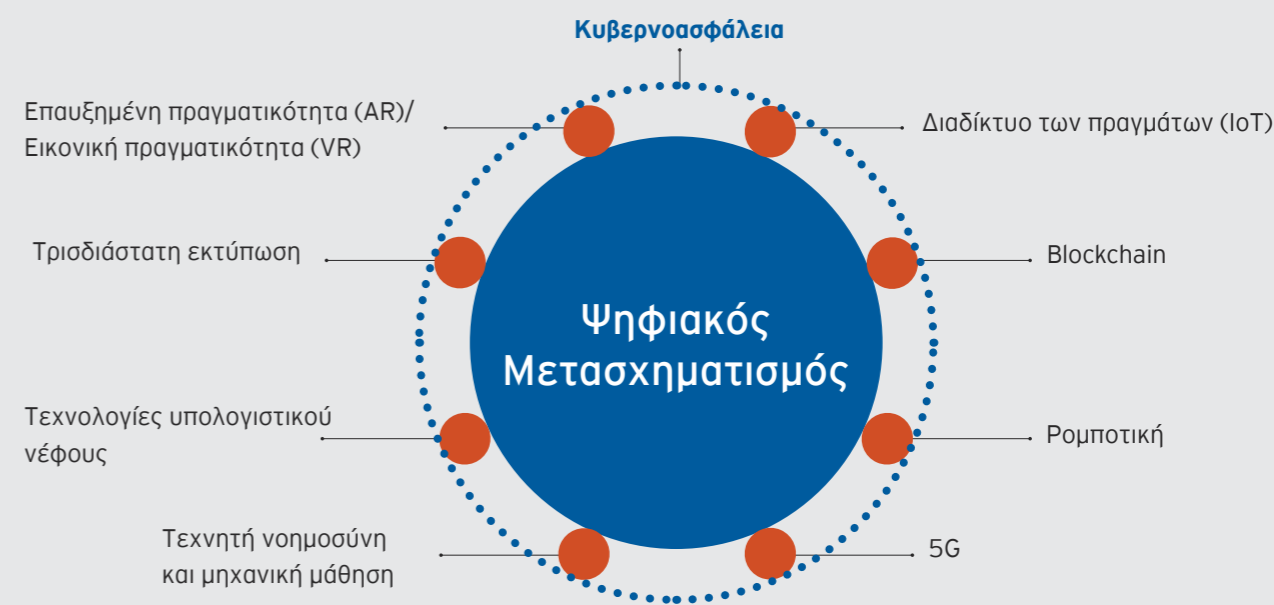 Κυβερνοασφάλεια
Επαυξημένη πραγματικότητα (AR)/
Εικονική πραγματικότητα (VR)
Διαδίκτυο των πραγμάτων (IoT)
Τρισδιάστατη εκτύπωση
Blockchain
Ψηφιακός
Μετασχηματισμός
Τεχνολογίες υπολογιστικού
νέφους
Ρομποτική
Τεχνητή νοημοσύνη
και μηχανική μάθηση
5G